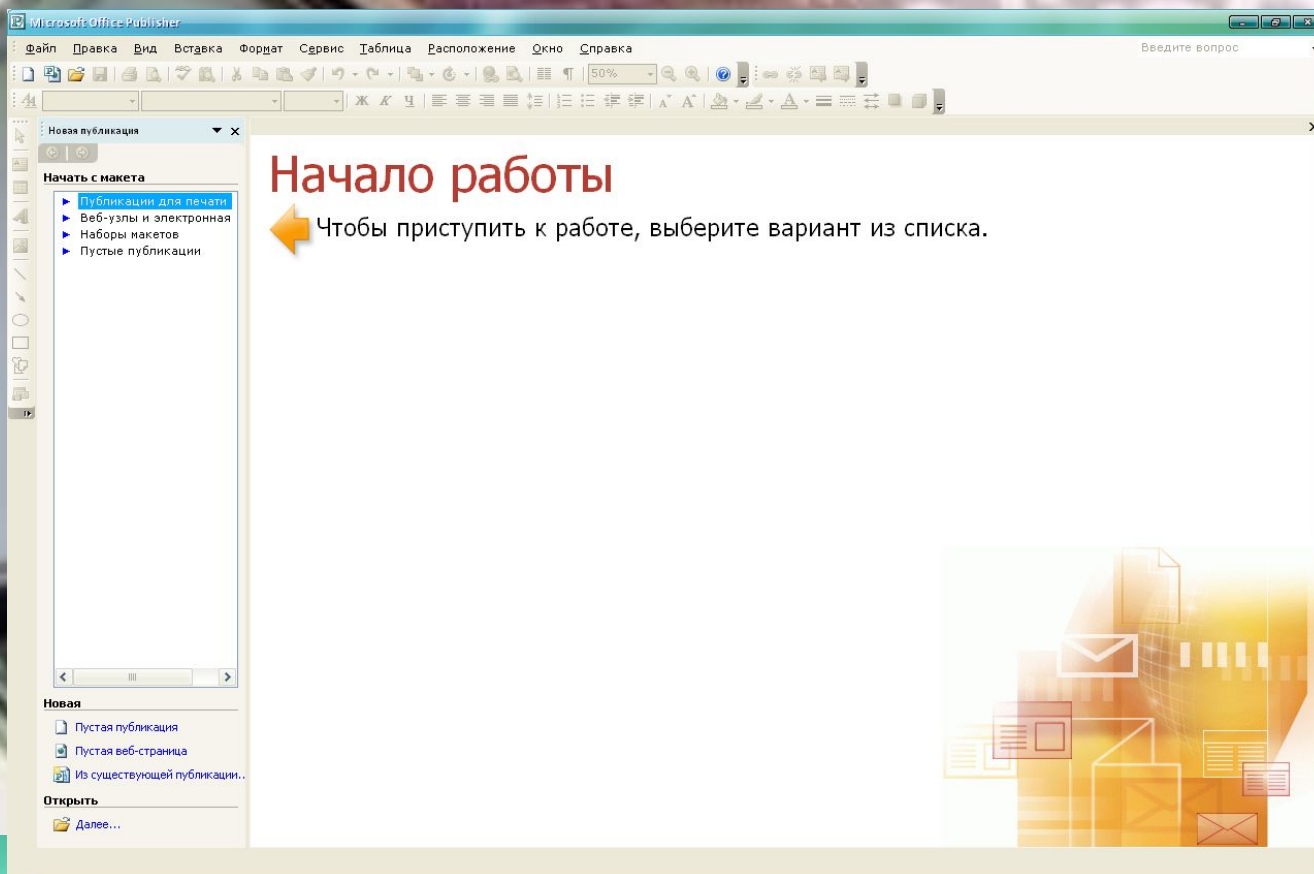 Microsoft Office Publisher
Файл Правка Вид Вставка Формат Сервис Таблица Расположение Окно Справка Введите вопрос
50%
Ж К Ч
Новая публикация
Начать с макета
Публикации для печати
Веб-узлы и электронная
Наборы макетов
Пустые публикации
Начало работы
Чтобы приступить к работе, выберите вариант из списка.
Новая
Пустая публикация
Пустая веб-страница
Из существующей публикации..
Открыть
Далее...